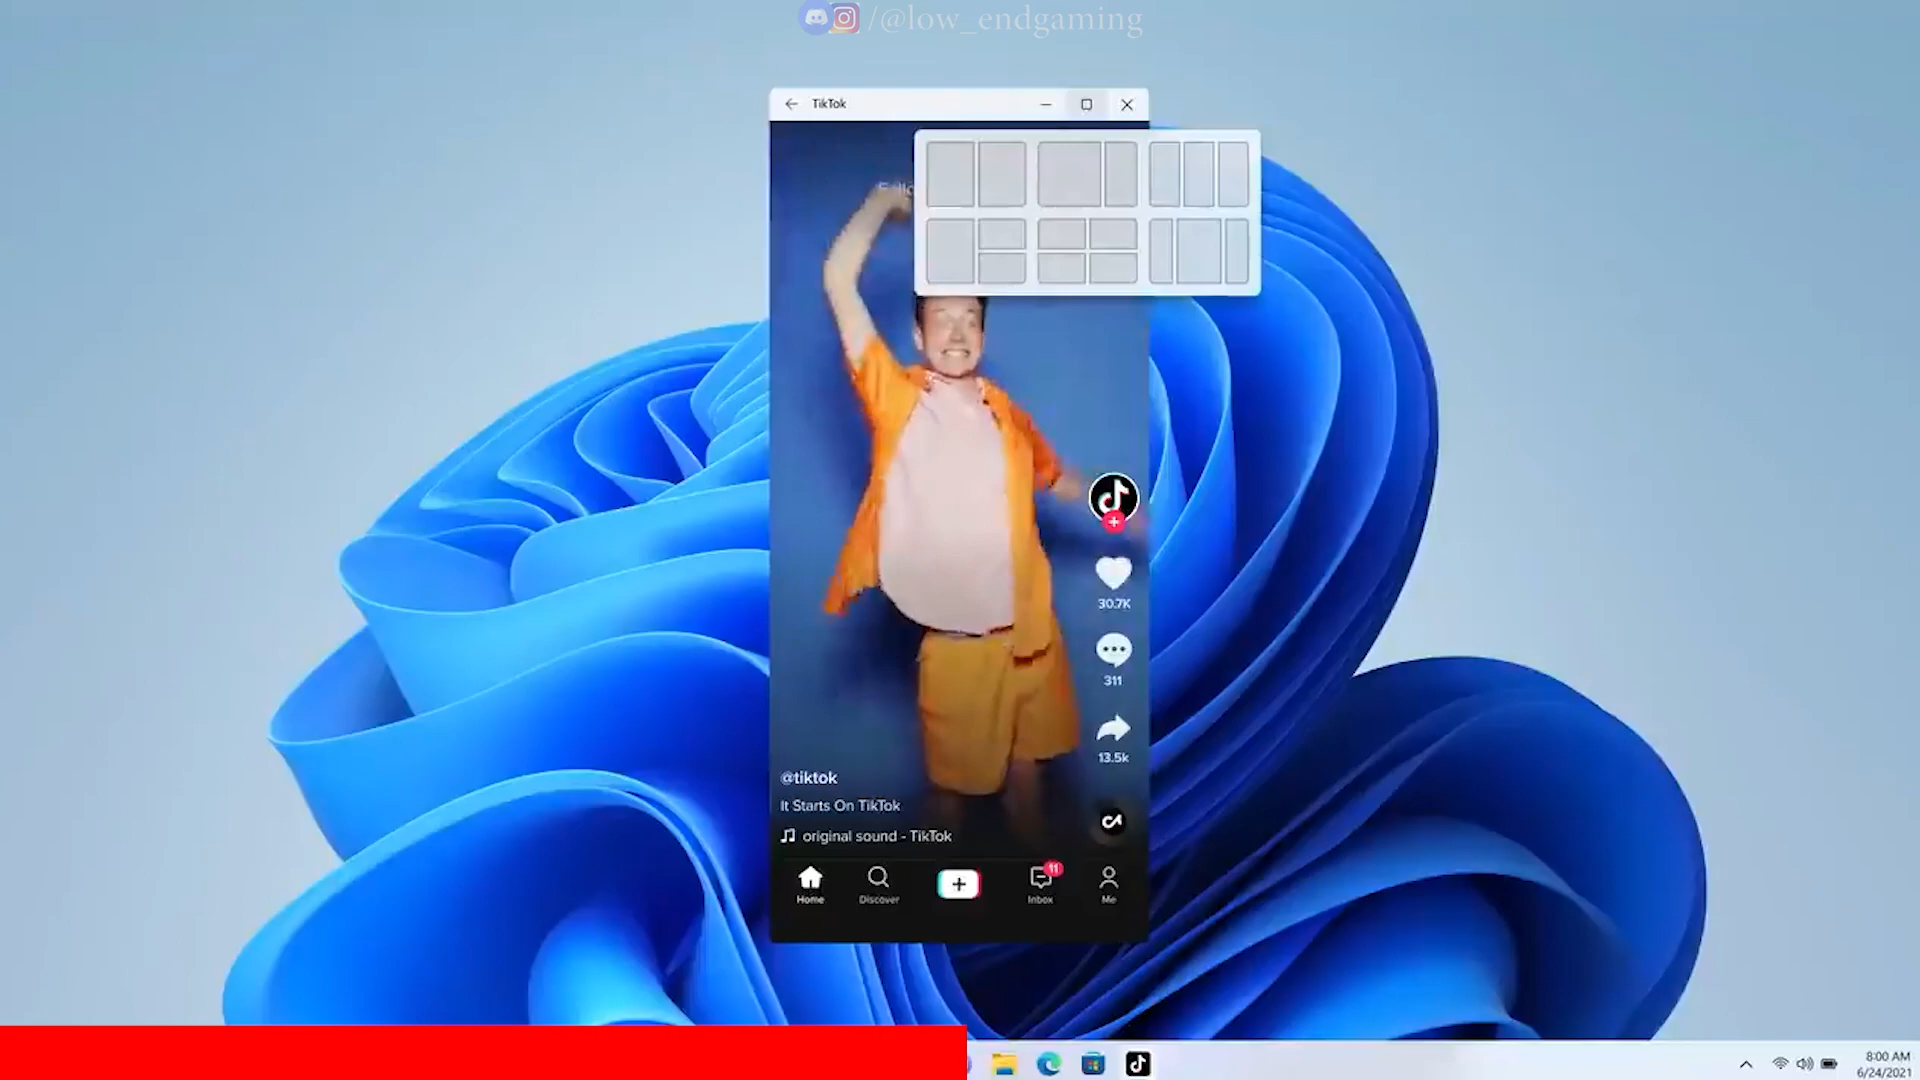 /@low_endgaming
TikTok
30.7K
311
13.5k
@tiktok
It Starts On TikTok
original sound - TikTok
11
Home
Discover
Inbox
Me
8:00 AM
6/24/2021